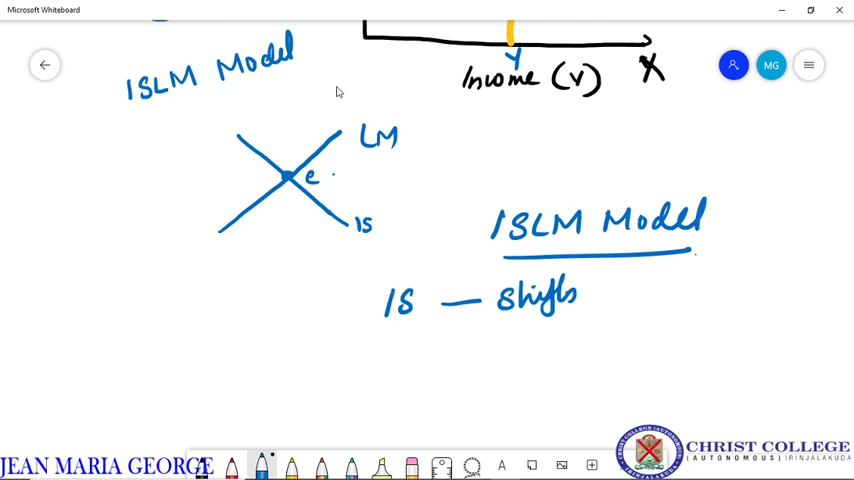 Microsoft Whiteboard
ISLM Model
Y
Income (Y)
X
MG
LM
e
IS
ISLM Model
IS — Shifts
JEAN MARIA GEORGE
A
CHRIST COLLEGE
(AUTONOMOUS) IRINJALAKUDA